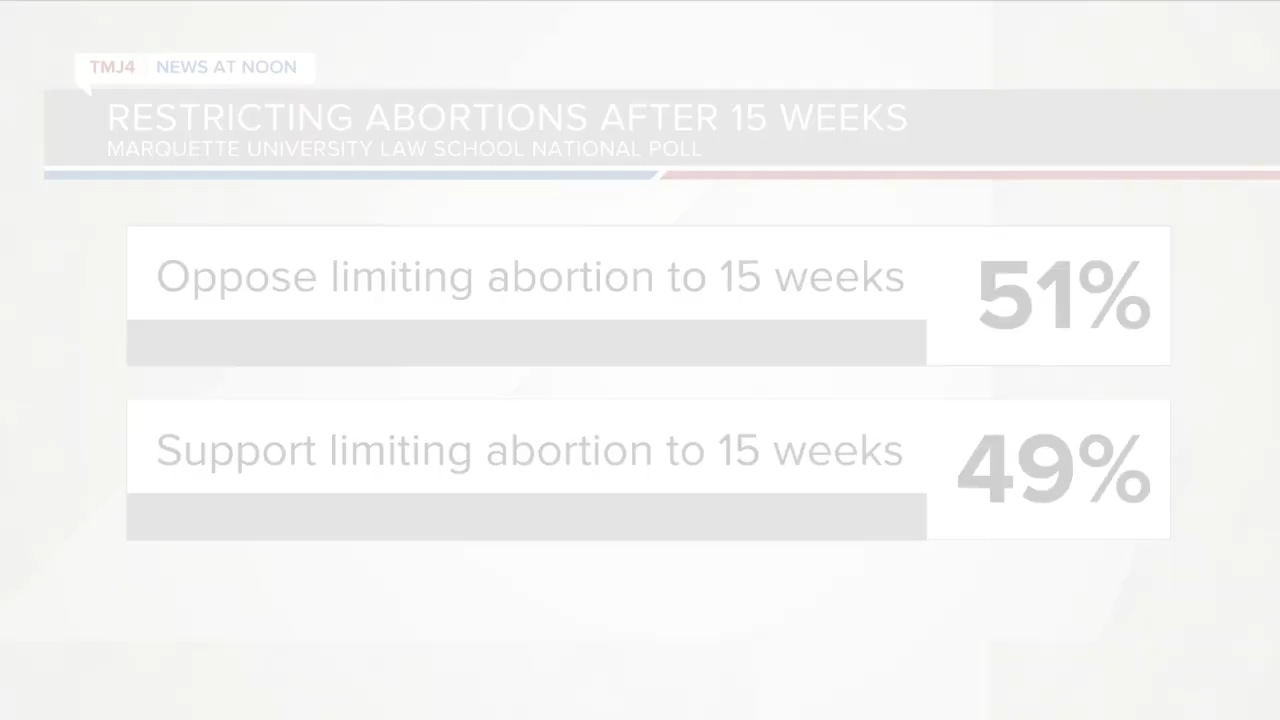 TMJ4 NEWS AT NOON
RESTRICTING ABORTIONS AFTER 15 WEEKS
MARQUETTE UNIVERSITY LAW SCHOOL NATIONAL POLL
Oppose limiting abortion to 15 weeks 51%
Support limiting abortion to 15 weeks 49%